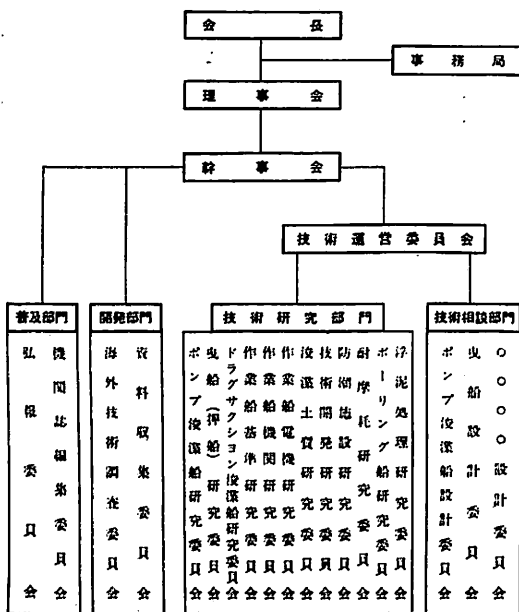 会長
事務局
理事会
幹事会
技術運営委員会
普及部門
開発部門
技術研究部門
技術相談部門
機関誌編集委員会
弘報委員会
資料収集委員会
海外技術調査委員会
浮泥処理研究委員会
ボーリング船研究委員会
耐摩耗研究委員会
防潮施設研究委員会
技術開発研究委員会
浚渫土質研究委員会
作業船電機研究委員会
作業船機関研究委員会
作業船基準研究委員会
ドラグサクション浚渫船研究委員会
曳船(押船)研究委員会
ポンプ浚渫船研究委員会
○○○○設計委員会
曳船設計委員会
ポンプ浚渫船設計委員会